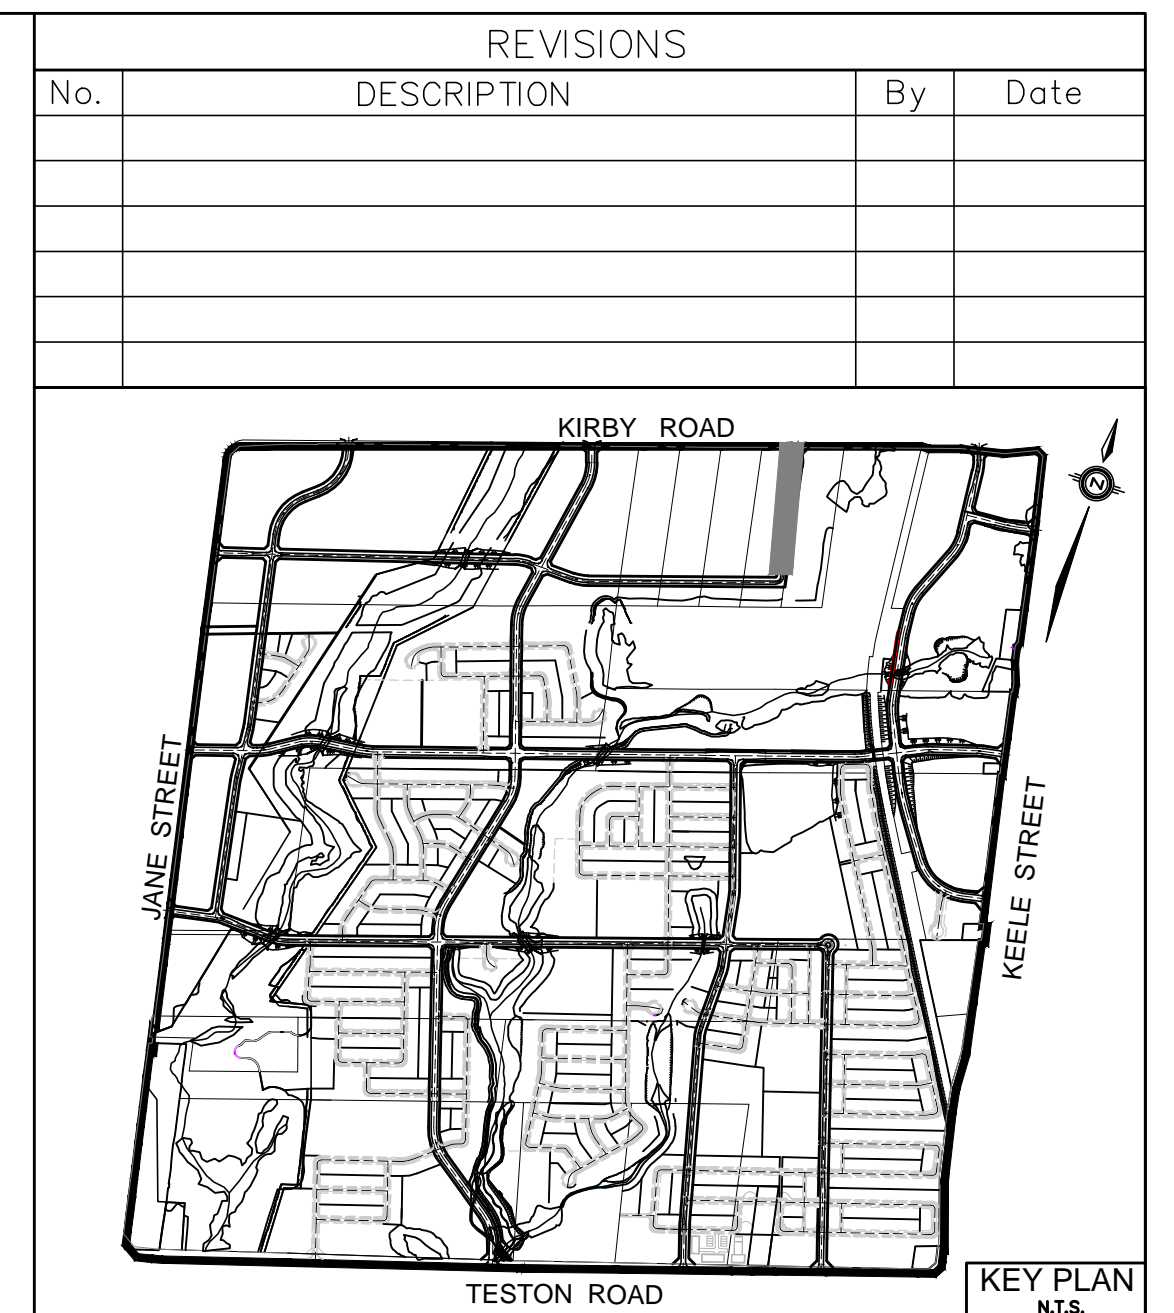 REVISIONS
No. DESCRIPTION By Date
KIRBY ROAD
Z
JANE STREET
KEELE STREET
TESTON ROAD
KEY PLAN
N.T.S.